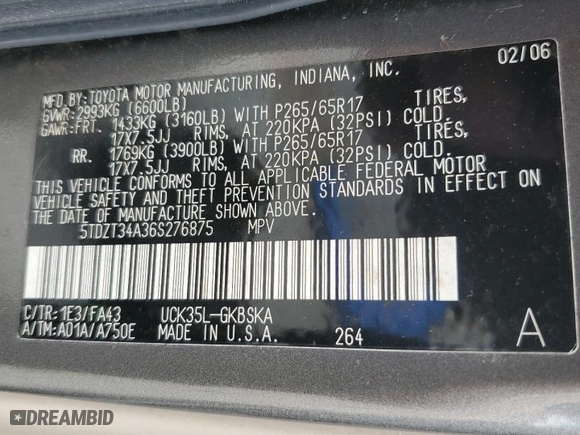 MFD.BY:TOYOTA MOTOR MANUFACTURING, INDIANA, INC. 02/06
GVWR:2993KG (6600LB)
GAWR:FRT. 1433KG (3160LB) WITH P265/65R17 TIRES,
17X7.5JJ RIMS, AT 220KPA (32PSI) COLD.
RR. 1769KG (3900LB) WITH P265/65R17 TIRES,
17X7.5JJ RIMS, AT 220KPA (32PSI) COLD.
THIS VEHICLE CONFORMS TO ALL APPLICABLE FEDERAL MOTOR
VEHICLE SAFETY AND THEFT PREVENTION STANDARDS IN EFFECT ON
THE DATE OF MANUFACTURE SHOWN ABOVE.
5TDZT34A36S276875 MPV
C/TR:1E3/FA43 UCK35L-GKBSKA
A/TM:A01A/A750E MADE IN U.S.A. 264 A
DREAMBID